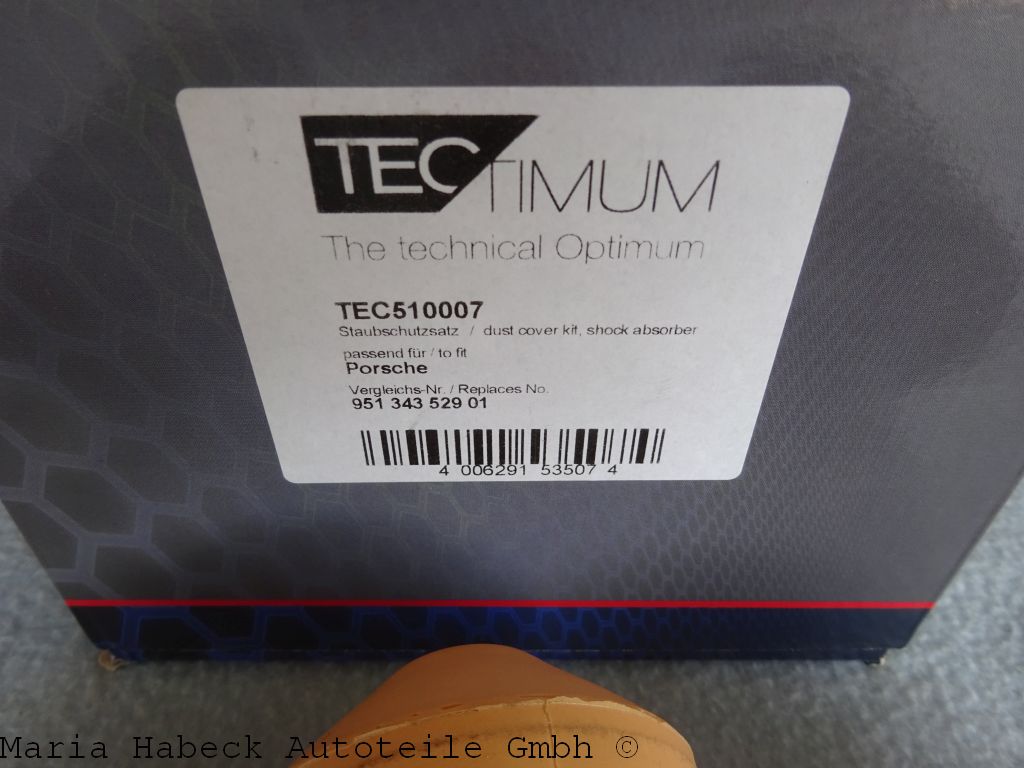 TECTIMUM
The technical Optimum
TEC510007
Staubschutzsatz / dust cover kit, shock absorber
passend für / to fit
Porsche
Vergleichs-Nr. / Replaces No.
951 343 529 01
4 006291 53507 4
Maria Habeck Autoteile Gmbh ©